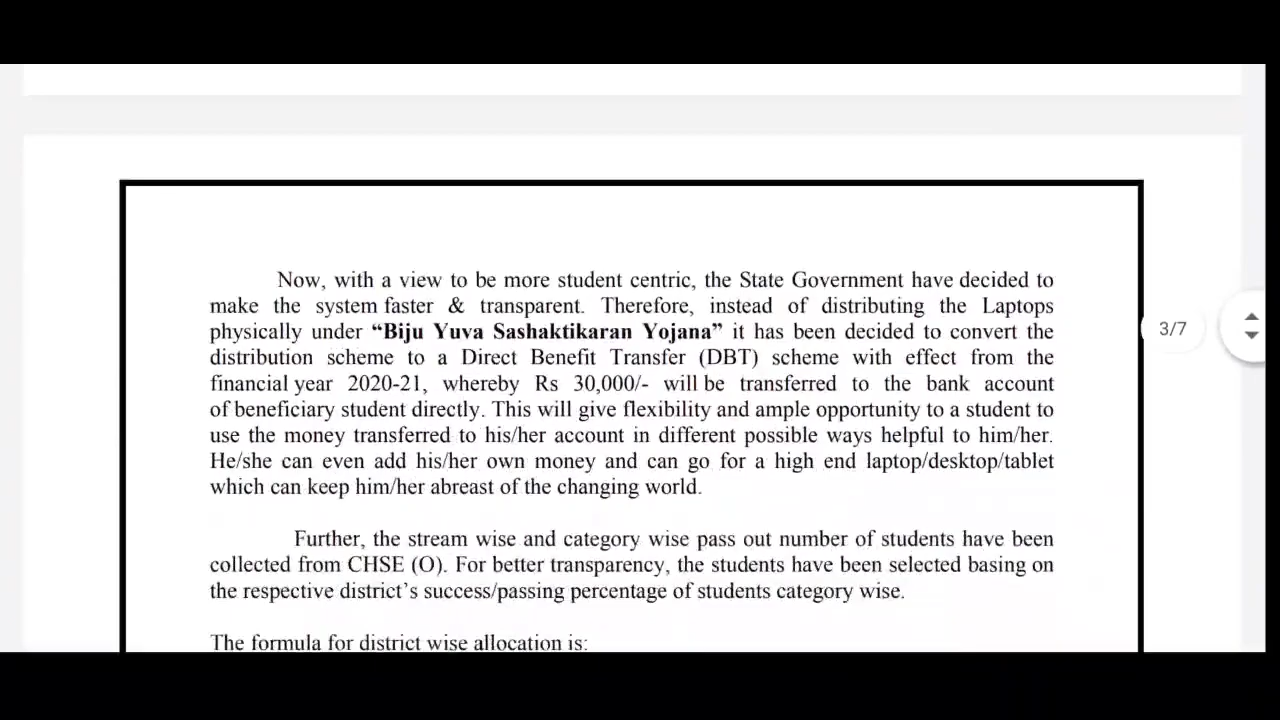 Now, with a view to be more student centric, the State Government have decided to
make the system faster & transparent. Therefore, instead of distributing the Laptops
physically under “Biju Yuva Sashaktikaran Yojana” it has been decided to convert the
distribution scheme to a Direct Benefit Transfer (DBT) scheme with effect from the
financial year 2020-21, whereby Rs 30,000/- will be transferred to the bank account
of beneficiary student directly. This will give flexibility and ample opportunity to a student to
use the money transferred to his/her account in different possible ways helpful to him/her.
He/she can even add his/her own money and can go for a high end laptop/desktop/tablet
which can keep him/her abreast of the changing world.
Further, the stream wise and category wise pass out number of students have been
collected from CHSE (O). For better transparency, the students have been selected basing on
the respective district’s success/passing percentage of students category wise.
The formula for district wise allocation is:
3/7